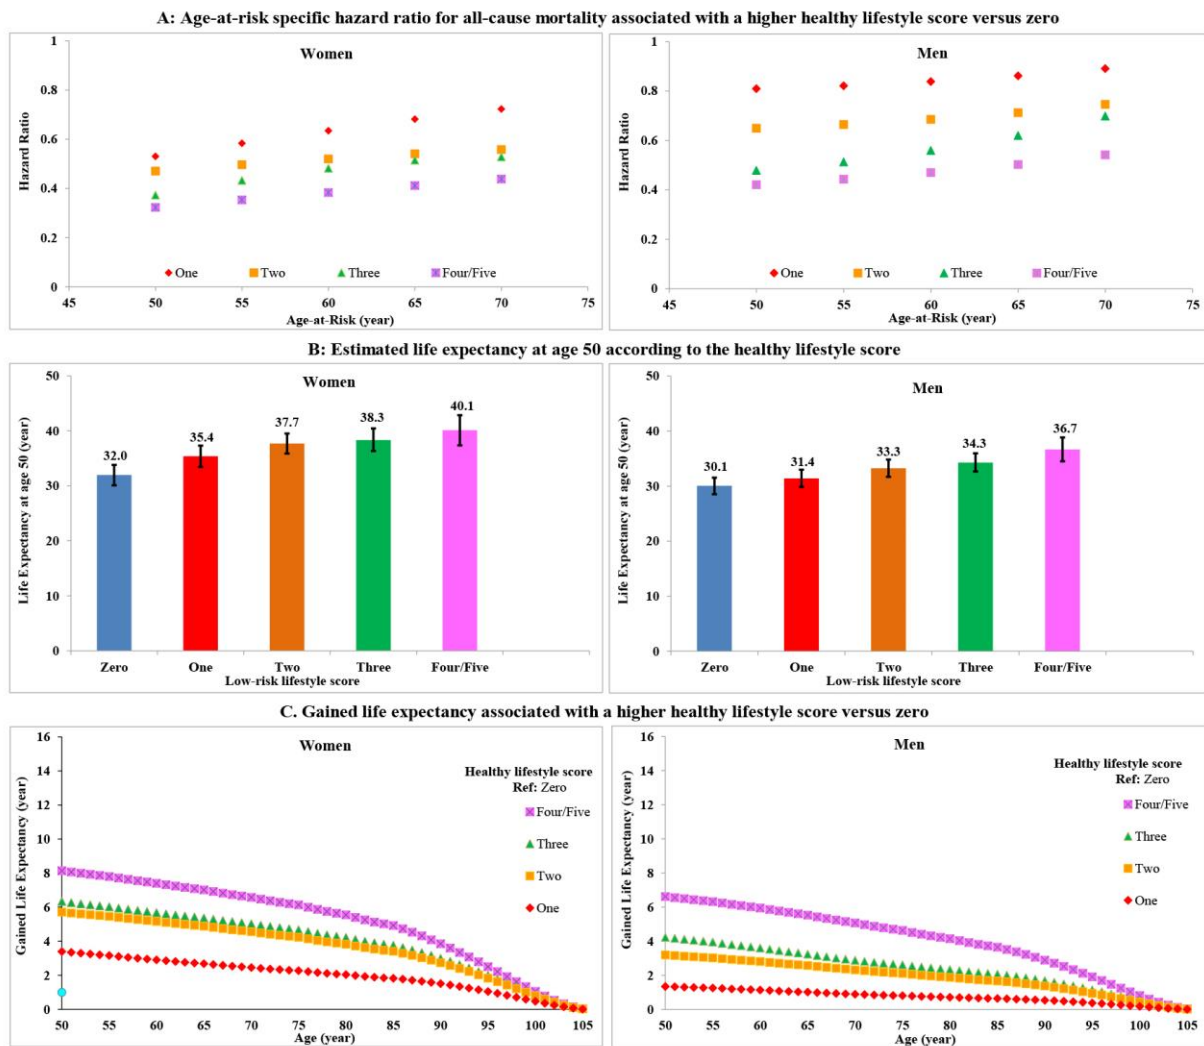 A: Age-at-risk specific hazard ratio for all-cause mortality associated with a higher healthy lifestyle score versus zero
Women
Hazard Ratio
1
0.8
0.6
0.4
0.2
0
One
Two
Three
Four/Five
45 50 55 60 65 70 75
Age-at-Risk (year)
Men
Hazard Ratio
1
0.8
0.6
0.4
0.2
0
One
Two
Three
Four/Five
45 50 55 60 65 70 75
Age-at-Risk (year)
B: Estimated life expectancy at age 50 according to the healthy lifestyle score
Women
Life Expectancy at age 50 (year)
50
40
30
20
10
0
32.0
35.4
37.7
38.3
40.1
Zero One Two Three Four/Five
Low-risk lifestyle score
Men
Life Expectancy at age 50 (year)
50
40
30
20
10
0
30.1
31.4
33.3
34.3
36.7
Zero One Two Three Four/Five
Low-risk lifestyle score
C. Gained life expectancy associated with a higher healthy lifestyle score versus zero
Women
Gained Life Expectancy (year)
16
14
12
10
8
6
4
2
0
Healthy lifestyle score
Ref: Zero
Four/Five
Three
Two
One
50 55 60 65 70 75 80 85 90 95 100 105
Age (year)
Men
Gained Life Expectancy (year)
16
14
12
10
8
6
4
2
0
Healthy lifestyle score
Ref: Zero
Four/Five
Three
Two
One
50 55 60 65 70 75 80 85 90 95 100 105
Age (year)